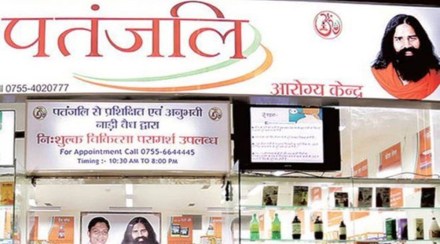 पतंजलि
all 0755-4020777
आरोग्य केन्द्र
पतंजलि से प्रशिक्षित एवं अनुभवी
नाड़ी वैद्य द्वारा
निःशुल्क चिकित्सा परामर्श उपलब्ध
For Appointment Call 0755-6644445
Timing :- 10:30 AM TO 8:00 PM